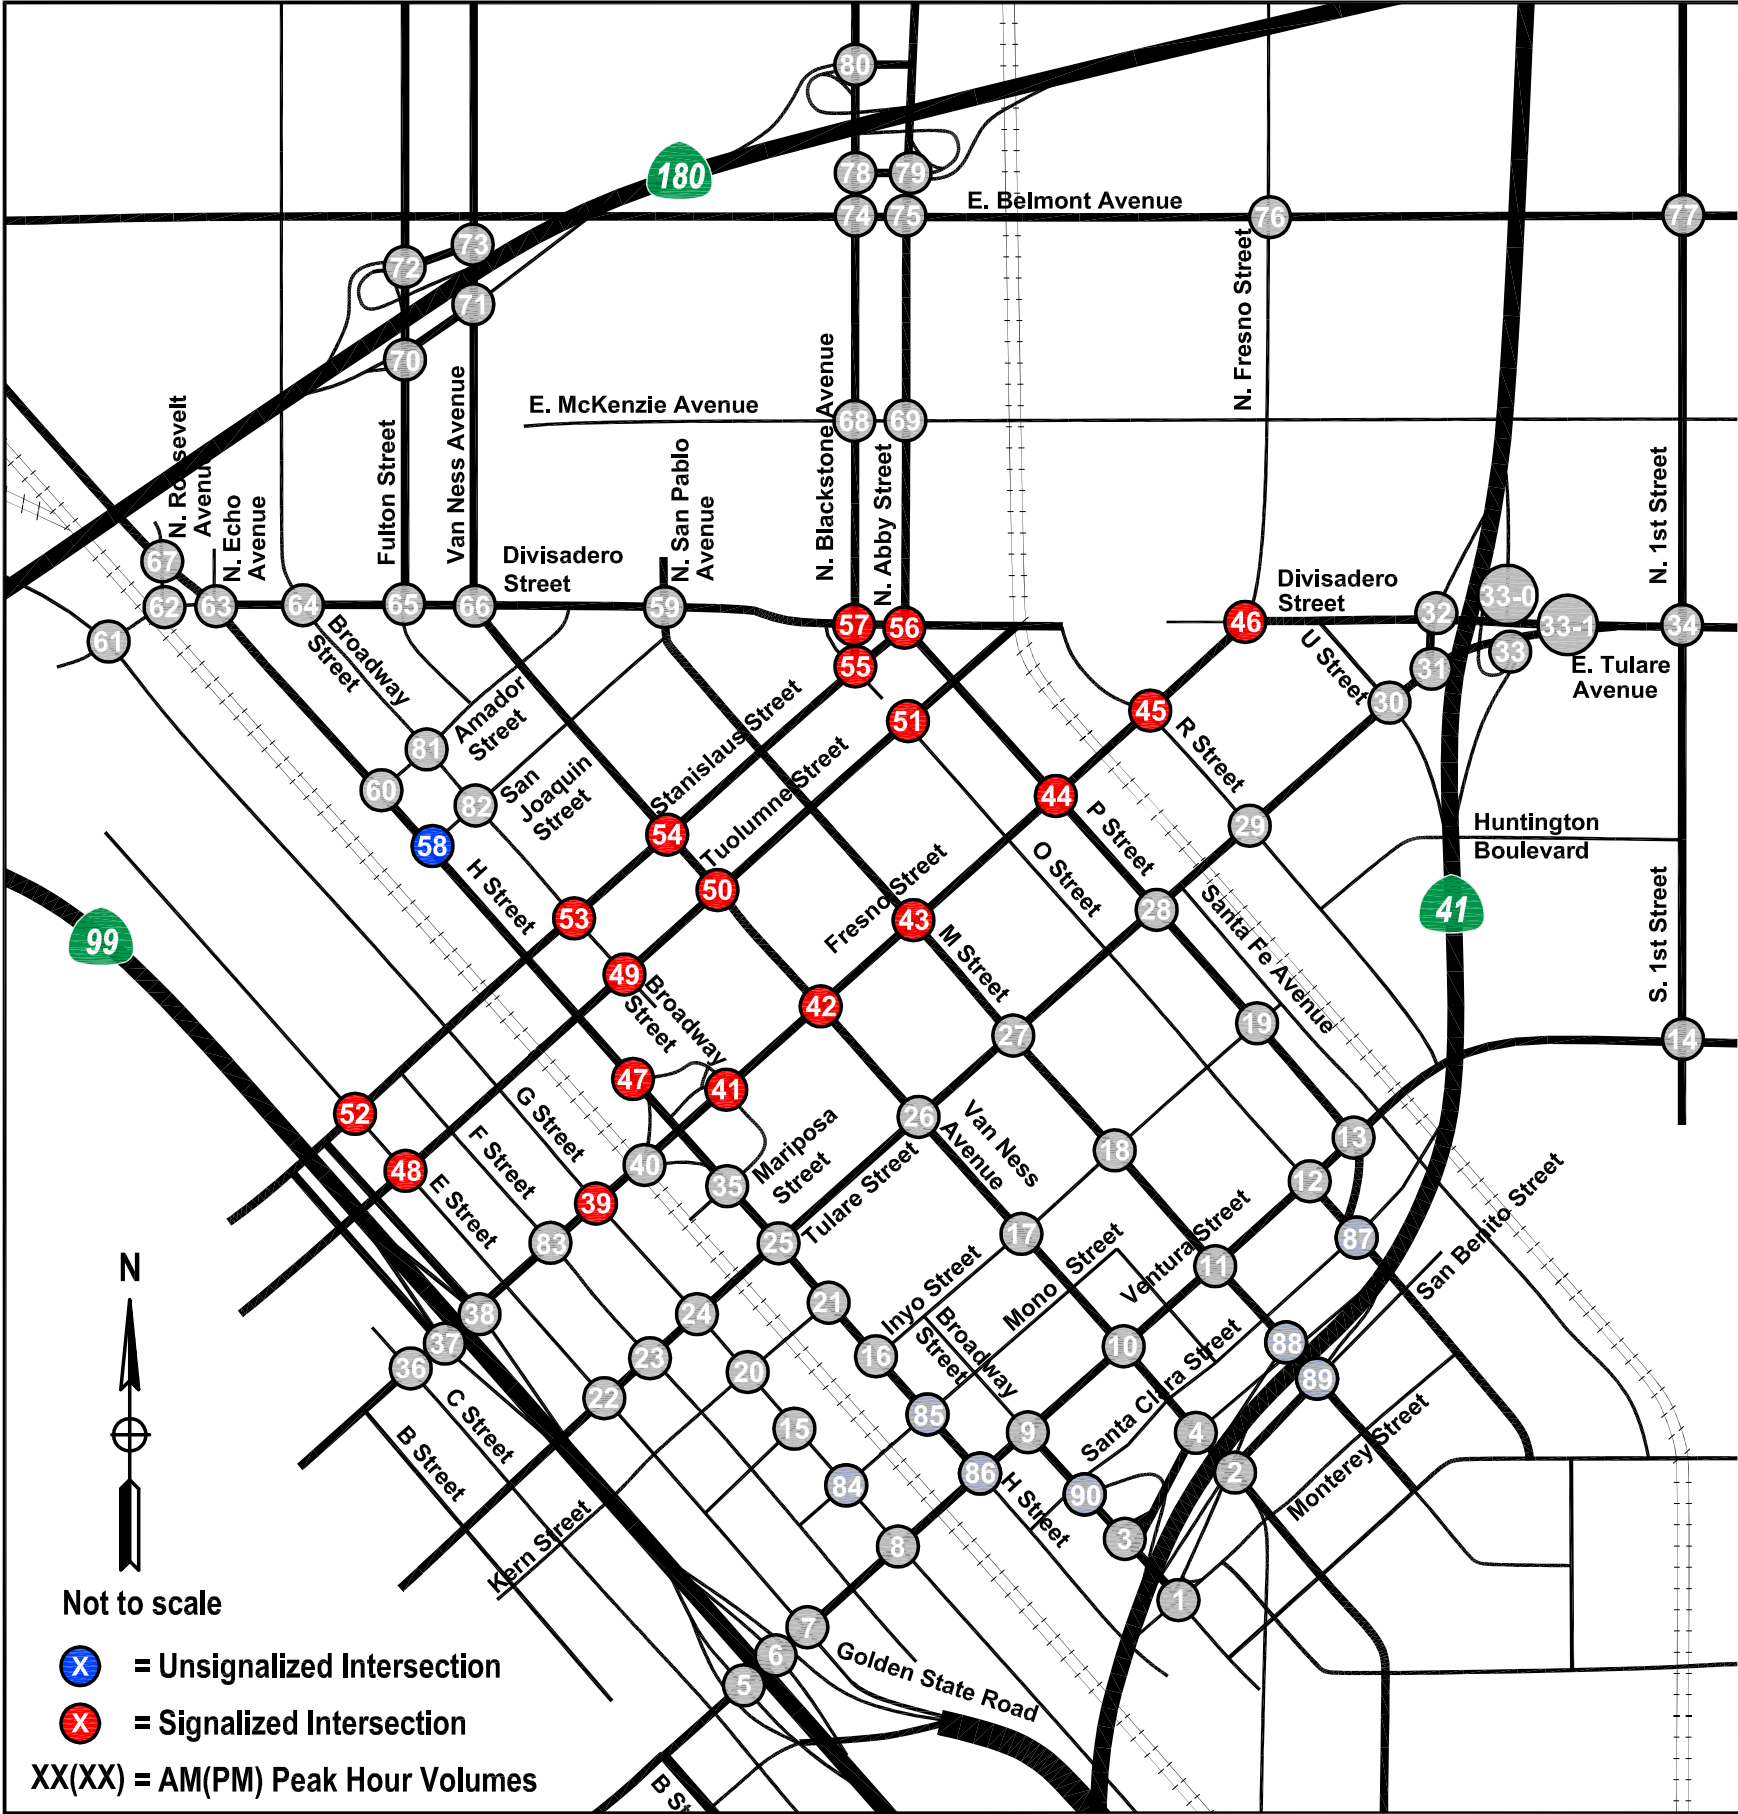 80
180
78
79
74
75
E. Belmont Avenue
76
77
73
72
71
70
N. Fresno Street
N. Blackstone Avenue
Van Ness Avenue
E. McKenzie Avenue
68
69
N. Roosevelt
Avenue
N. Echo
Avenue
Fulton Street
N. San Pablo
Avenue
N. Abby Street
N. 1st Street
67
62
63
64
65
66
Divisadero
Street
59
57
56
46
Divisadero
Street
32
33-0
33-1
34
61
Broadway
Street
55
U Street
31
33
E. Tulare
Avenue
30
Amador
Street
81
51
45
R Street
60
82
San
Joaquin
Street
Stanislaus Street
Tuolumne Street
44
P Street
29
58
54
Huntington
Boulevard
H Street
50
O Street
53
Fresno Street
43
28
41
99
M Street
Santa Fe Avenue
S. 1st Street
49
Broadway
Street
42
27
19
14
47
41
52
G Street
26
Van Ness
Avenue
13
F Street
Mariposa
Street
18
48
40
35
Tulare Street
12
E Street
39
San Benito Street
83
25
17
Ventura Street
87
N
Inyo Street
Mono Street
11
38
24
21
Broadway
Street
37
23
16
10
88
36
20
Santa Clara Street
89
22
C Street
85
B Street
15
9
4
86
2
Monterey Street
84
90
H Street
Kern Street
3
8
1
Not to scale
7
6
Golden State Road
5
X = Unsignalized Intersection
X = Signalized Intersection
XX(XX) = AM(PM) Peak Hour Volumes
B St